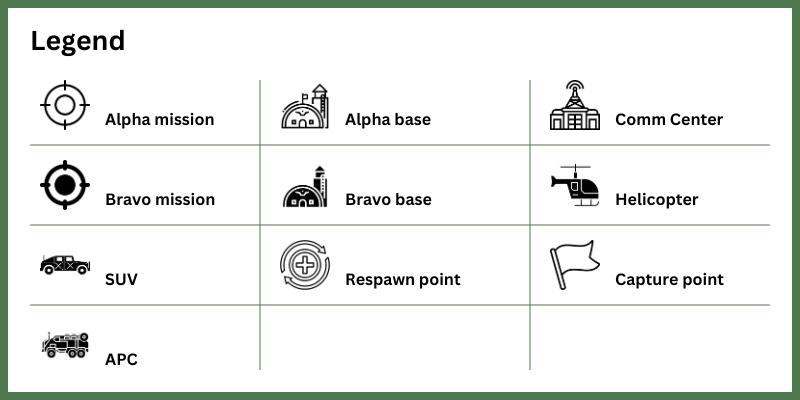 Legend
Alpha mission
Alpha base
Comm Center
Bravo mission
Bravo base
Helicopter
SUV
Respawn point
Capture point
APC